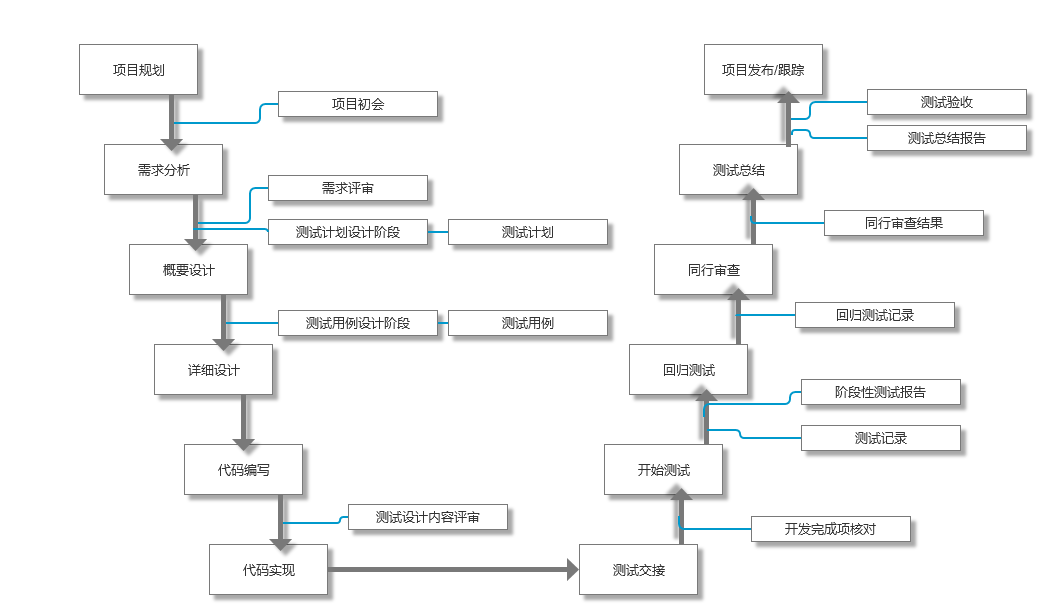 项目规划
项目初会
需求分析
需求评审
测试计划设计阶段
测试计划
概要设计
测试用例设计阶段
测试用例
详细设计
代码编写
测试设计内容评审
代码实现
测试交接
开发完成项核对
开始测试
测试记录
阶段性测试报告
回归测试
回归测试记录
同行审查
同行审查结果
测试总结
测试总结报告
测试验收
项目发布/跟踪